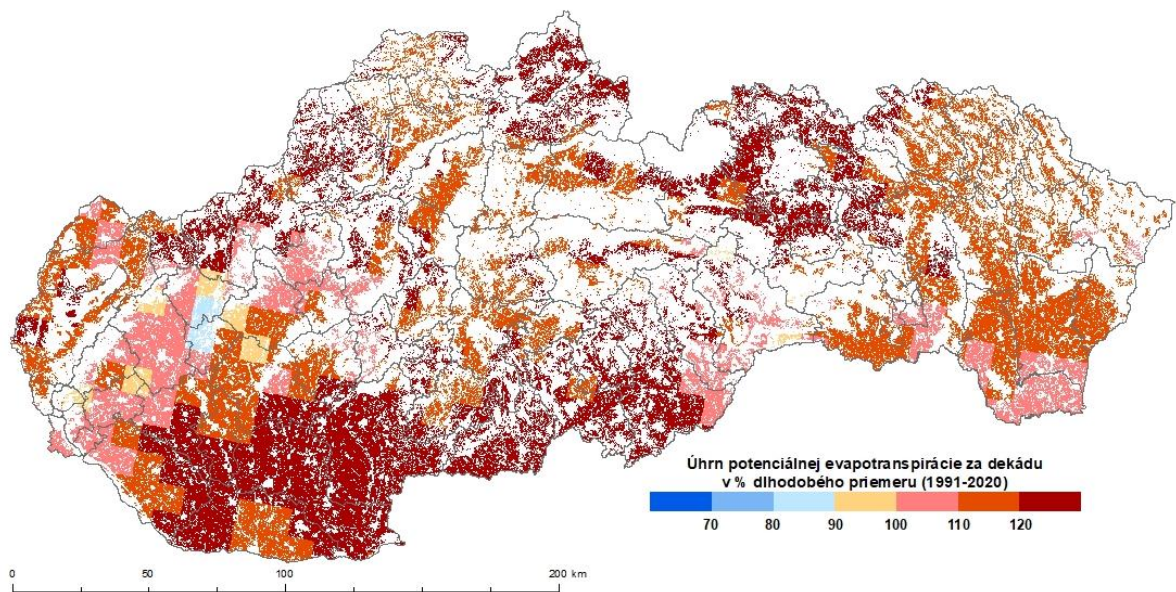 Úhrn potenciálnej evapotranspirácie za dekádu
v % dlhodobého priemeru (1991-2020)
70 80 90 100 110 120
0 50 100 200 km